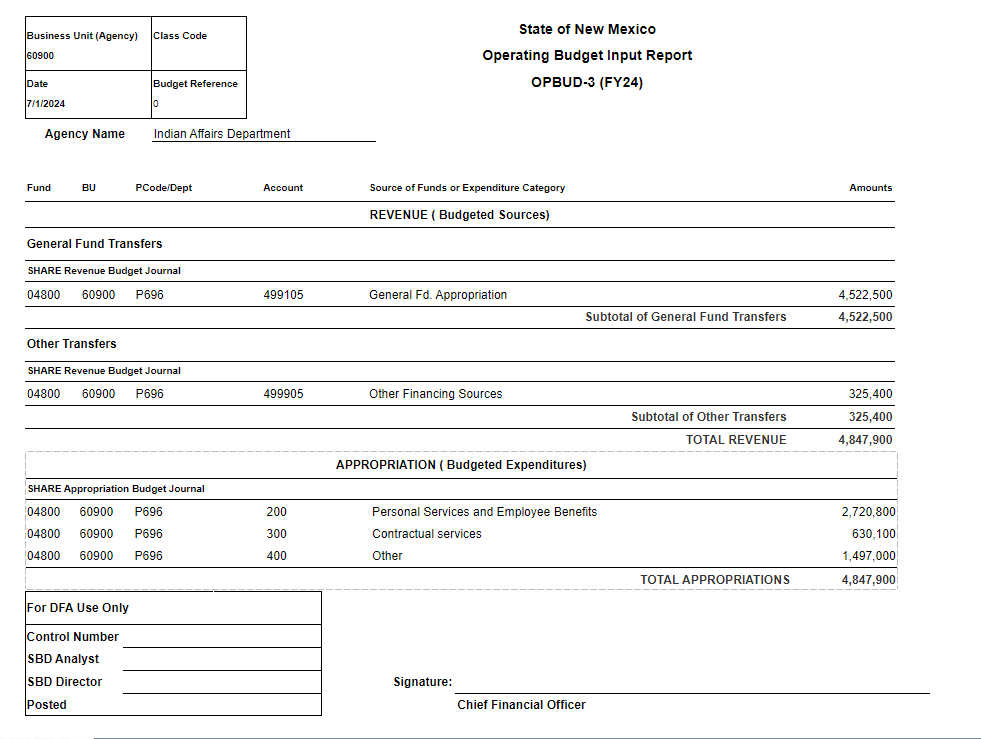 State of New Mexico
Operating Budget Input Report
OPBUD-3 (FY24)
Business Unit (Agency) Class Code
60900
Date Budget Reference
7/1/2024 0
Agency Name Indian Affairs Department
Fund BU PCode/Dept Account Source of Funds or Expenditure Category Amounts
REVENUE ( Budgeted Sources)
General Fund Transfers
SHARE Revenue Budget Journal
04800 60900 P696 499105 General Fd. Appropriation 4,522,500
Subtotal of General Fund Transfers 4,522,500
Other Transfers
SHARE Revenue Budget Journal
04800 60900 P696 499905 Other Financing Sources 325,400
Subtotal of Other Transfers 325,400
TOTAL REVENUE 4,847,900
APPROPRIATION ( Budgeted Expenditures)
SHARE Appropriation Budget Journal
04800 60900 P696 200 Personal Services and Employee Benefits 2,720,800
04800 60900 P696 300 Contractual services 630,100
04800 60900 P696 400 Other 1,497,000
TOTAL APPROPRIATIONS 4,847,900
For DFA Use Only
Control Number
SBD Analyst
SBD Director
Posted
Signature:
Chief Financial Officer